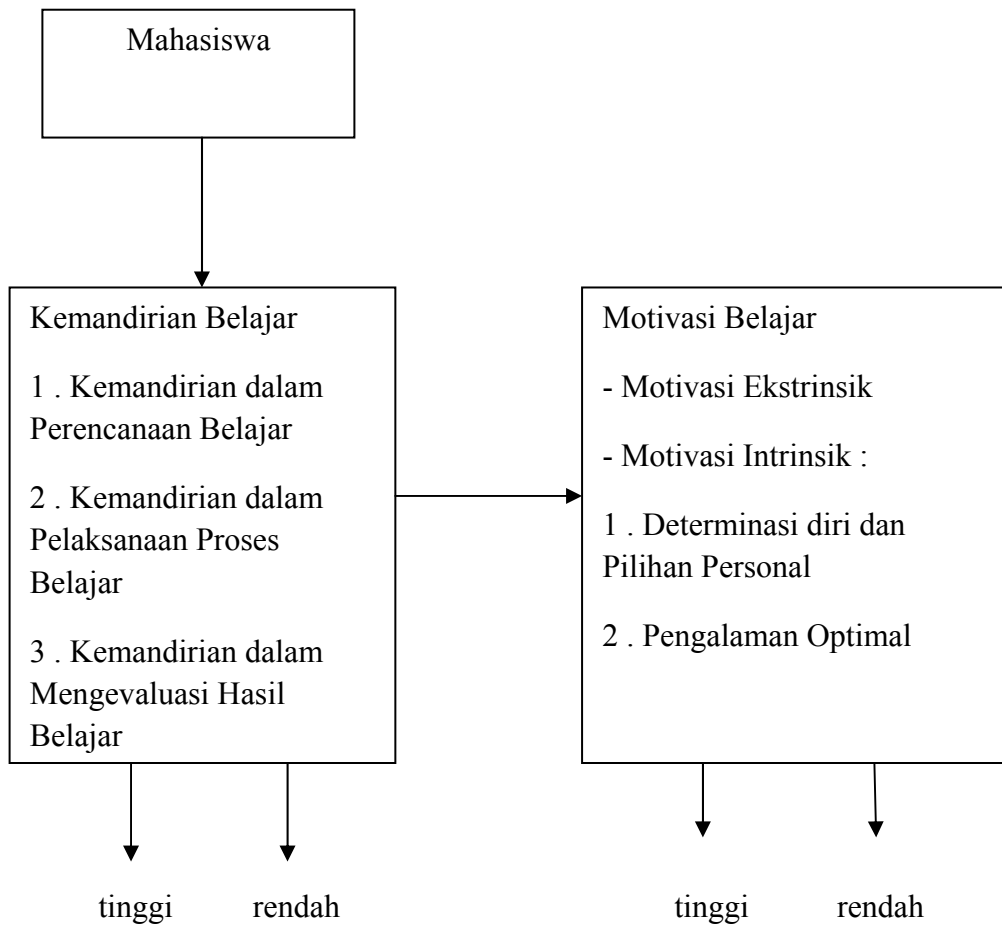 Mahasiswa
Kemandirian Belajar
1 . Kemandirian dalam
Perencanaan Belajar
2 . Kemandirian dalam
Pelaksanaan Proses
Belajar
3 . Kemandirian dalam
Mengevaluasi Hasil
Belajar
Motivasi Belajar
- Motivasi Ekstrinsik
- Motivasi Intrinsik :
1 . Determinasi diri dan
Pilihan Personal
2 . Pengalaman Optimal
tinggi rendah
tinggi rendah